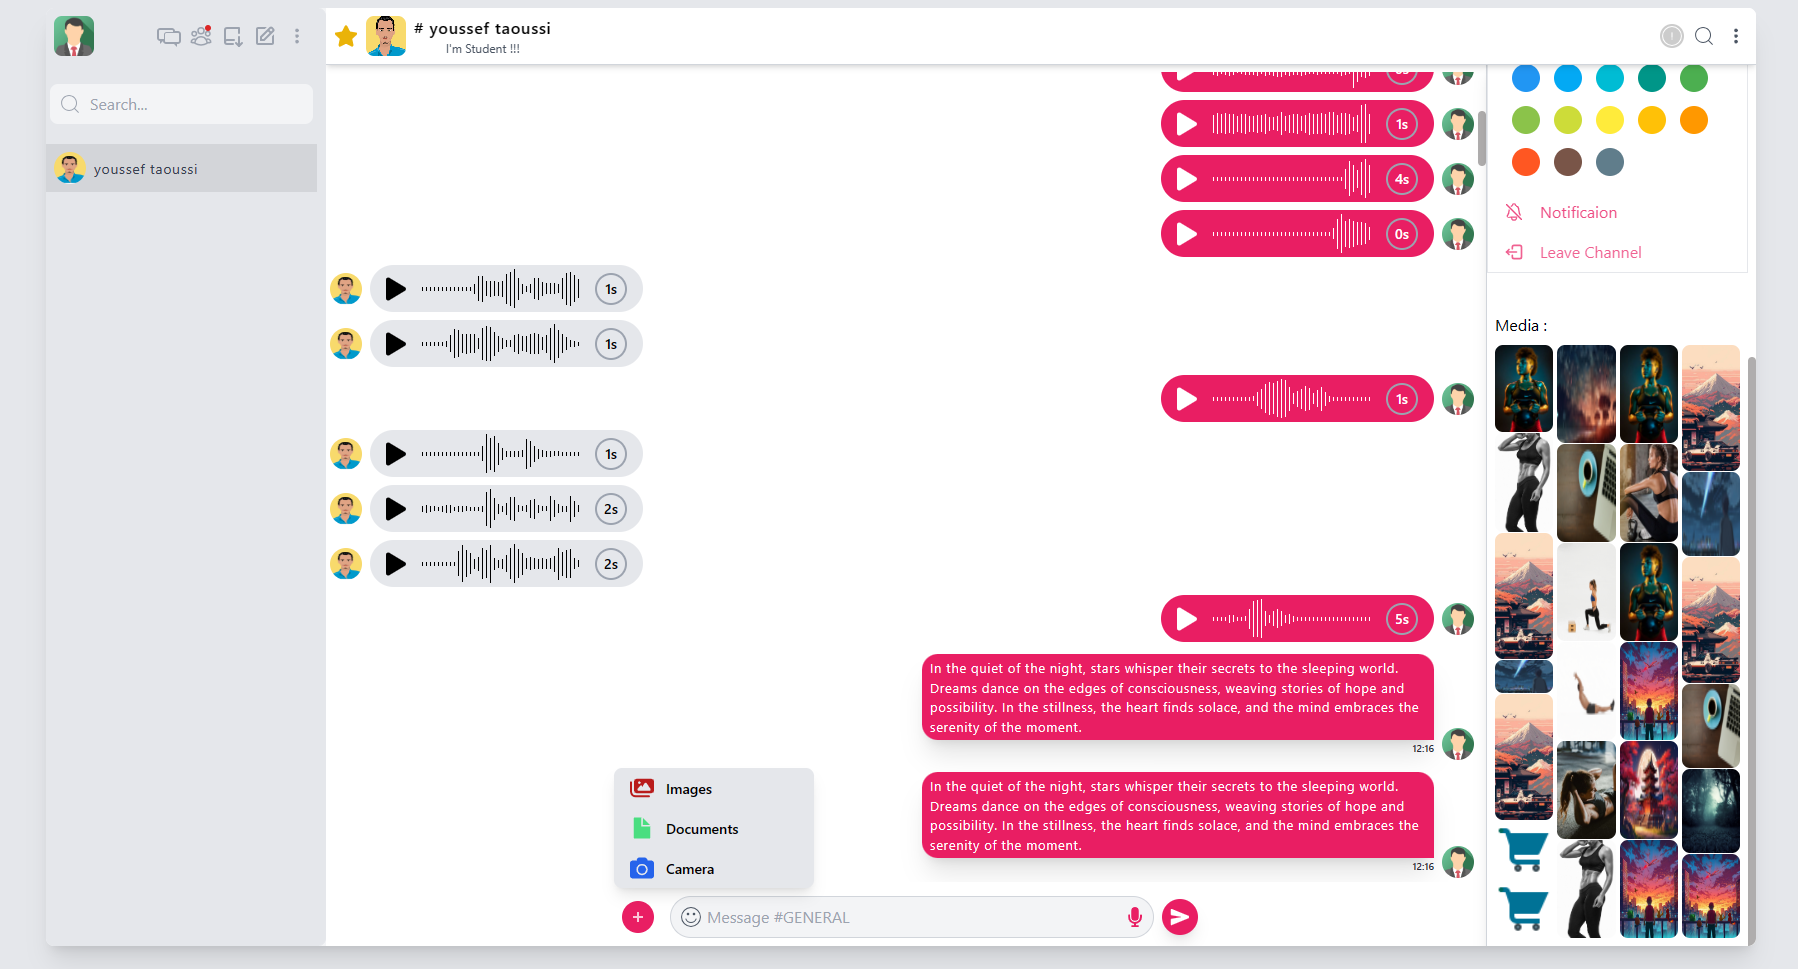 # youssef taoussi
I'm Student !!!
Search...
youssef taoussi
1s
4s
0s
1s
1s
1s
1s
2s
2s
5s
In the quiet of the night, stars whisper their secrets to the sleeping world.
Dreams dance on the edges of consciousness, weaving stories of hope and
possibility. In the stillness, the heart finds solace, and the mind embraces the
serenity of the moment.
12:16
In the quiet of the night, stars whisper their secrets to the sleeping world.
Dreams dance on the edges of consciousness, weaving stories of hope and
possibility. In the stillness, the heart finds solace, and the mind embraces the
serenity of the moment.
12:16
Images
Documents
Camera
Message #GENERAL
Notificaion
Leave Channel
Media :